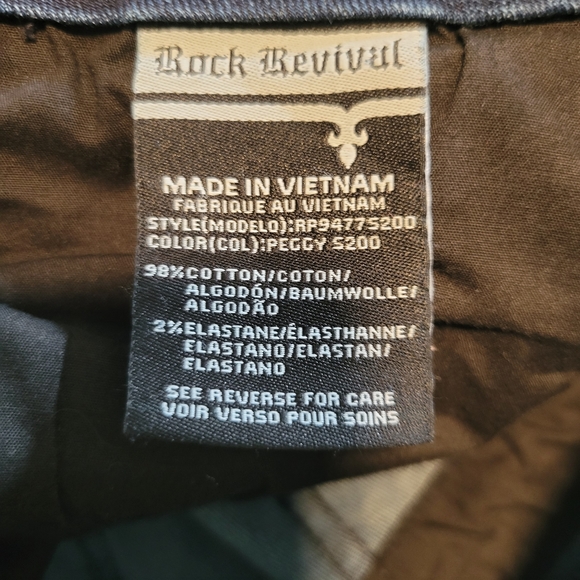 Rock Revival
MADE IN VIETNAM
FABRIQUE AU VIETNAM
STYLE(MODELO):RP9477S200
COLOR(COL):PEGGY S200
98%COTTON/COTON/
ALGODÓN/BAUMWOLLE/
ALGODÃO
2%ELASTANE/ÉLASTHANNE/
ELASTANO/ELASTAN/
ELASTANO
SEE REVERSE FOR CARE
VOIR VERSO POUR SOINS